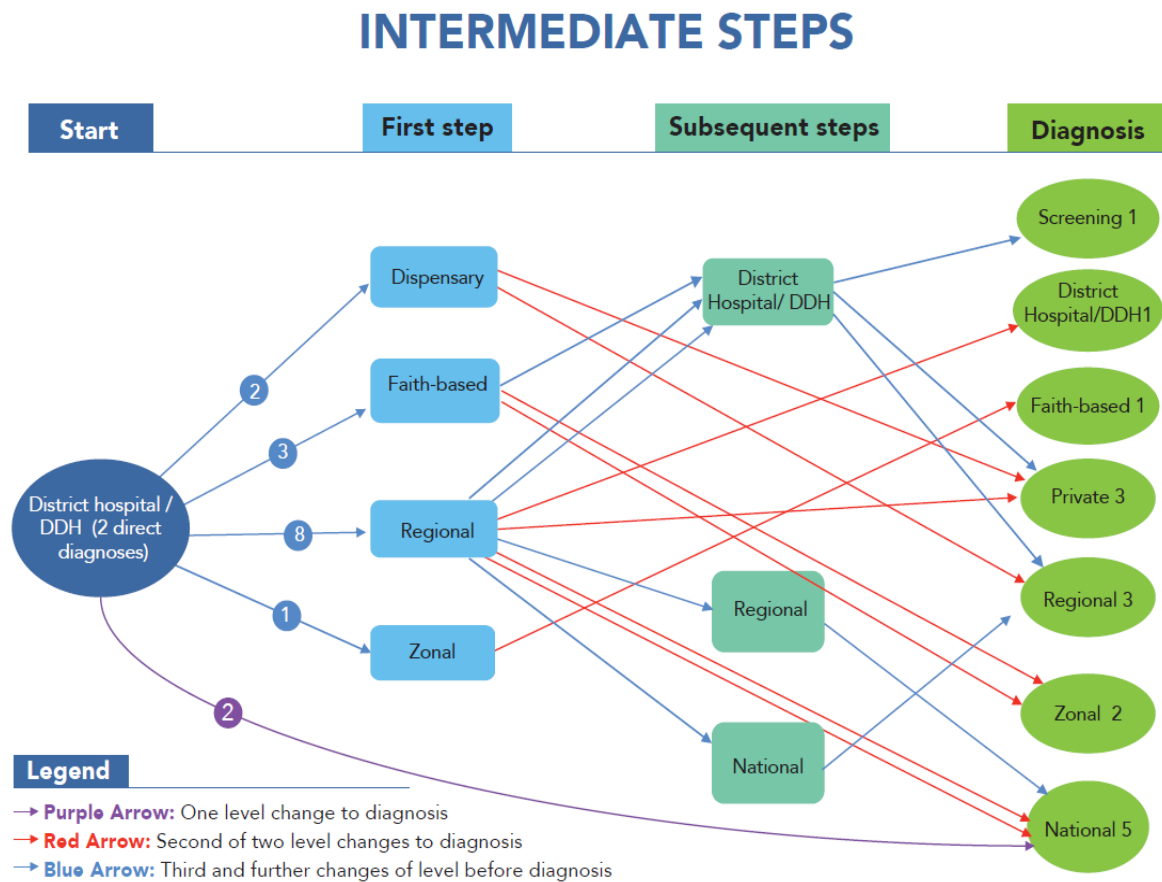 INTERMEDIATE STEPS
Start
First step
Subsequent steps
Diagnosis
Screening 1
Dispensary
District
Hospital/ DDH
District
Hospital/DDH1
Faith-based
Faith-based 1
2
3
District hospital /
DDH (2 direct
diagnoses)
8
Regional
Private 3
1
Regional
Regional 3
Zonal
2
Zonal 2
National
National 5
Legend
Purple Arrow: One level change to diagnosis
Red Arrow: Second of two level changes to diagnosis
Blue Arrow: Third and further changes of level before diagnosis